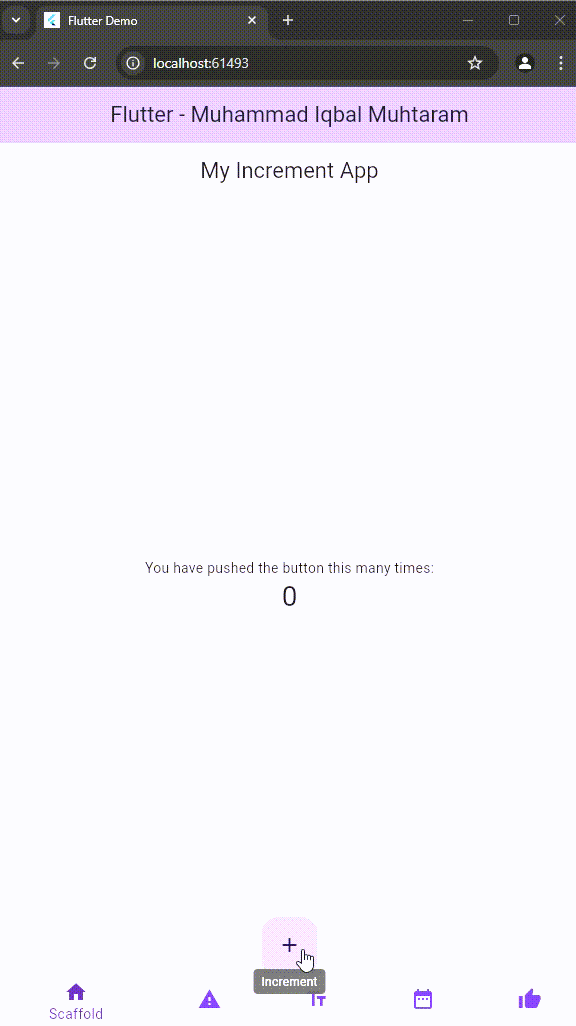 Flutter Demo
localhost:61493
Flutter - Muhammad Iqbal Muhtaram
My Increment App
You have pushed the button this many times:
0
Increment
Scaffold